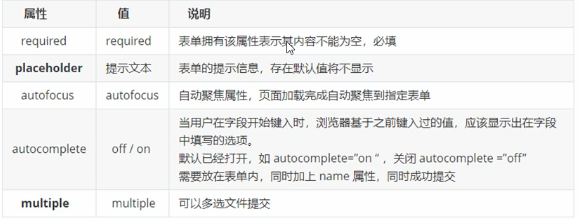 属性 值 说明
required required 表单拥有该属性表示其内容不能为空，必填
placeholder 提示文本 表单的提示信息，存在默认值将不显示
autofocus autofocus 自动聚焦属性，页面加载完成自动聚焦到指定表单
当用户在字段开始键入时，浏览器基于之前键入过的值，应该显示出在字段
中填写的选项。
autocomplete off / on
默认已经打开，如 autocomplete=”on “ ，关闭 autocomplete =”off”
需要放在表单内，同时加上 name 属性，同时成功提交
multiple multiple 可以多选文件提交